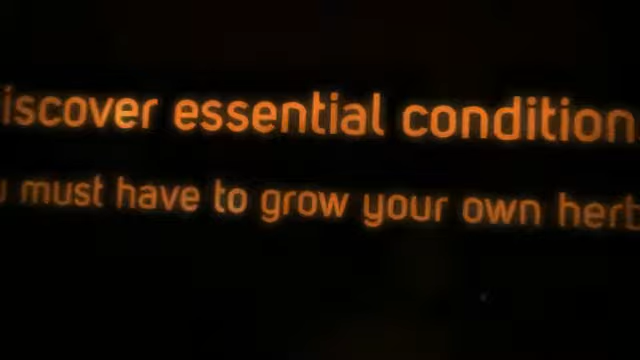 iscover essential condition
u must have to grow your own herb